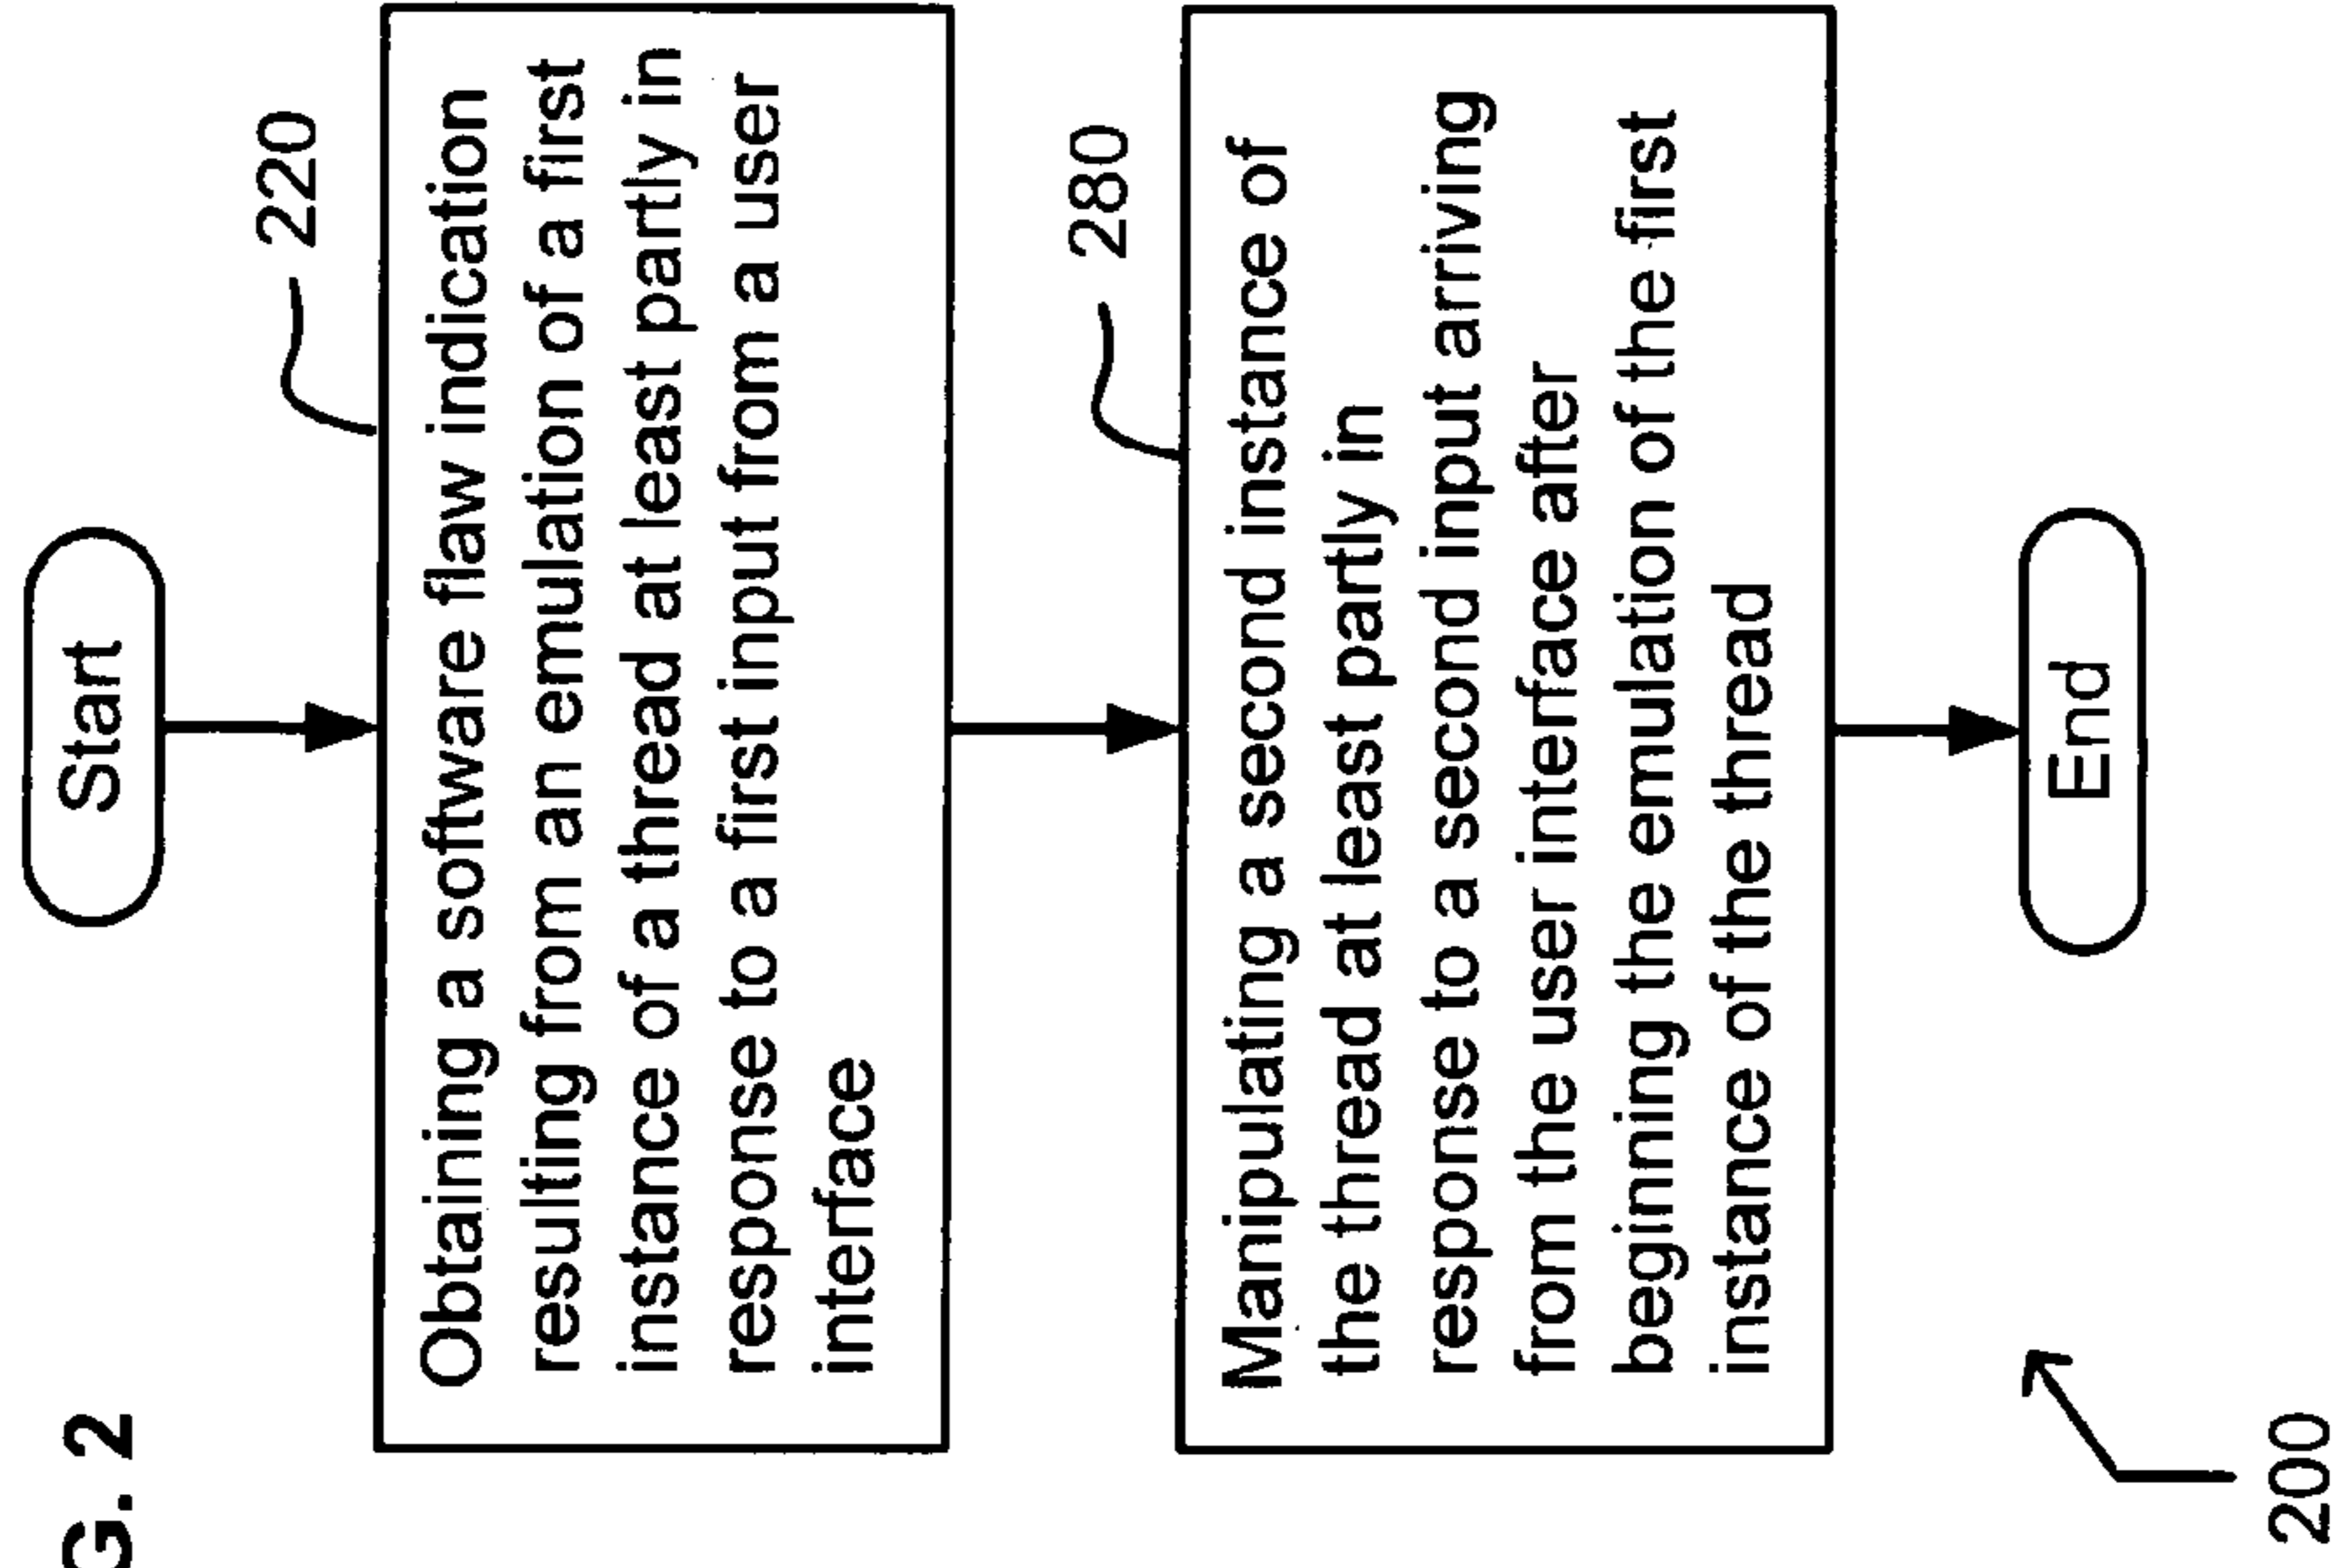 G. 2
Start
220
Obtaining a software flaw indication
resulting from an emulation of a first
instance of a thread at least partly in
response to a first input from a user
interface
280
Manipulating a second instance of
the thread at least partly in
response to a second input arriving
from the user interface after
beginning the emulation of the first
instance of the thread
End
200